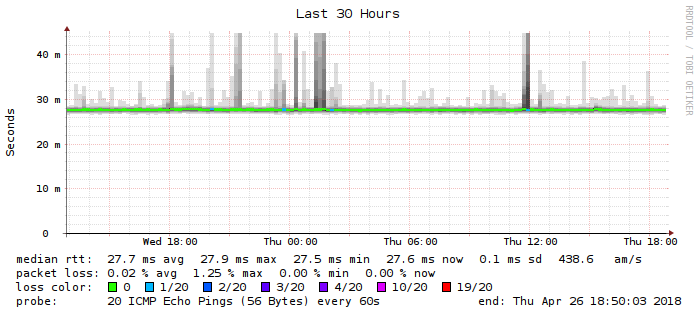 Last 30 Hours
RRDTOOL / TOBI OETIKER
Seconds
40 m
30 m
20 m
10 m
0
Wed 18:00 Thu 00:00 Thu 06:00 Thu 12:00 Thu 18:00
median rtt: 27.7 ms avg 27.9 ms max 27.5 ms min 27.6 ms now 0.1 ms sd 438.6 am/s
packet loss: 0.02 % avg 1.25 % max 0.00 % min 0.00 % now
loss color: 0 1/20 2/20 3/20 4/20 10/20 19/20
probe: 20 ICMP Echo Pings (56 Bytes) every 60s end: Thu Apr 26 18:50:03 2018